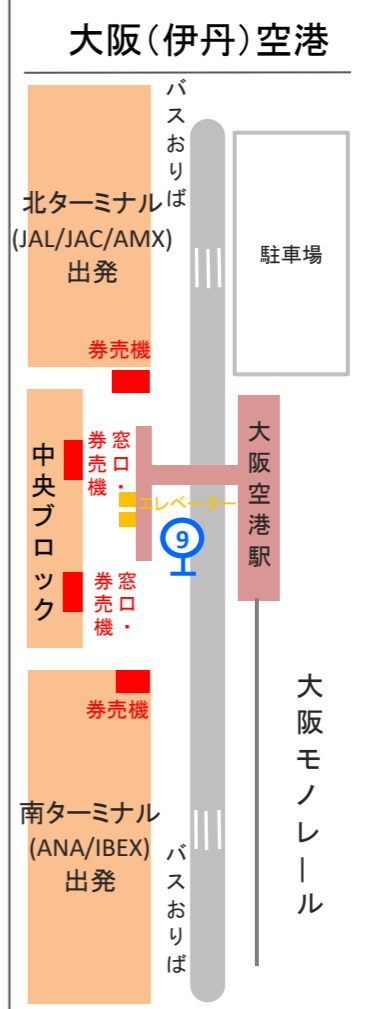 大阪（伊丹）空港
バスおりば
北ターミナル
(JAL/JAC/AMX)
出発
駐車場
券売機
中央ブロック
窓口・
券売機
大阪空港駅
エレベーター
9
窓口・
券売機
券売機
大阪モノレール
南ターミナル
(ANA/IBEX)
出発
バスおりば